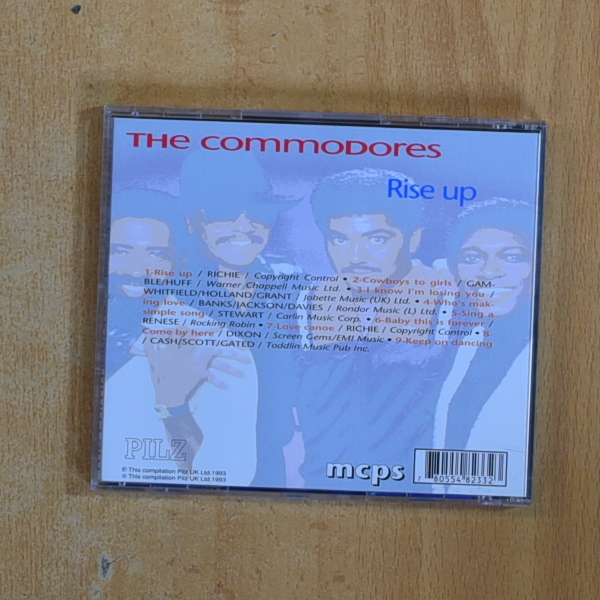 THE COMMODORES
Rise up
1-Rise up / RICHIE / Copyright Control • 2-Cowboys to girls / GAM-
BLE/HUFF / Warner Chappell Music Ltd. • 3-I know I'm losing you /
WHITFIELD/HOLLAND/GRANT / Jobette Music (UK) Ltd. • 4-Who's mak-
ing love / BANKS/JACKSON/DAVIES / Rondor Music (L) Ltd. • 5-Sing a
simple song / STEWART / Carlin Music Corp. • 6-Baby this is forever /
RENESE / Rocking Robin • 7-Love canoe / RICHIE / Copyright Control • 8-
Come by here / DIXON / Screen Gems/EMI Music • 9-Keep on dancing
/ CASH/SCOTT/GATED / Toddlin Music Pub Inc.
PILZ
℗ This compilation Pilz UK Ltd 1993
© This compilation Pilz UK Ltd 1993
mcps
7 80554 82332